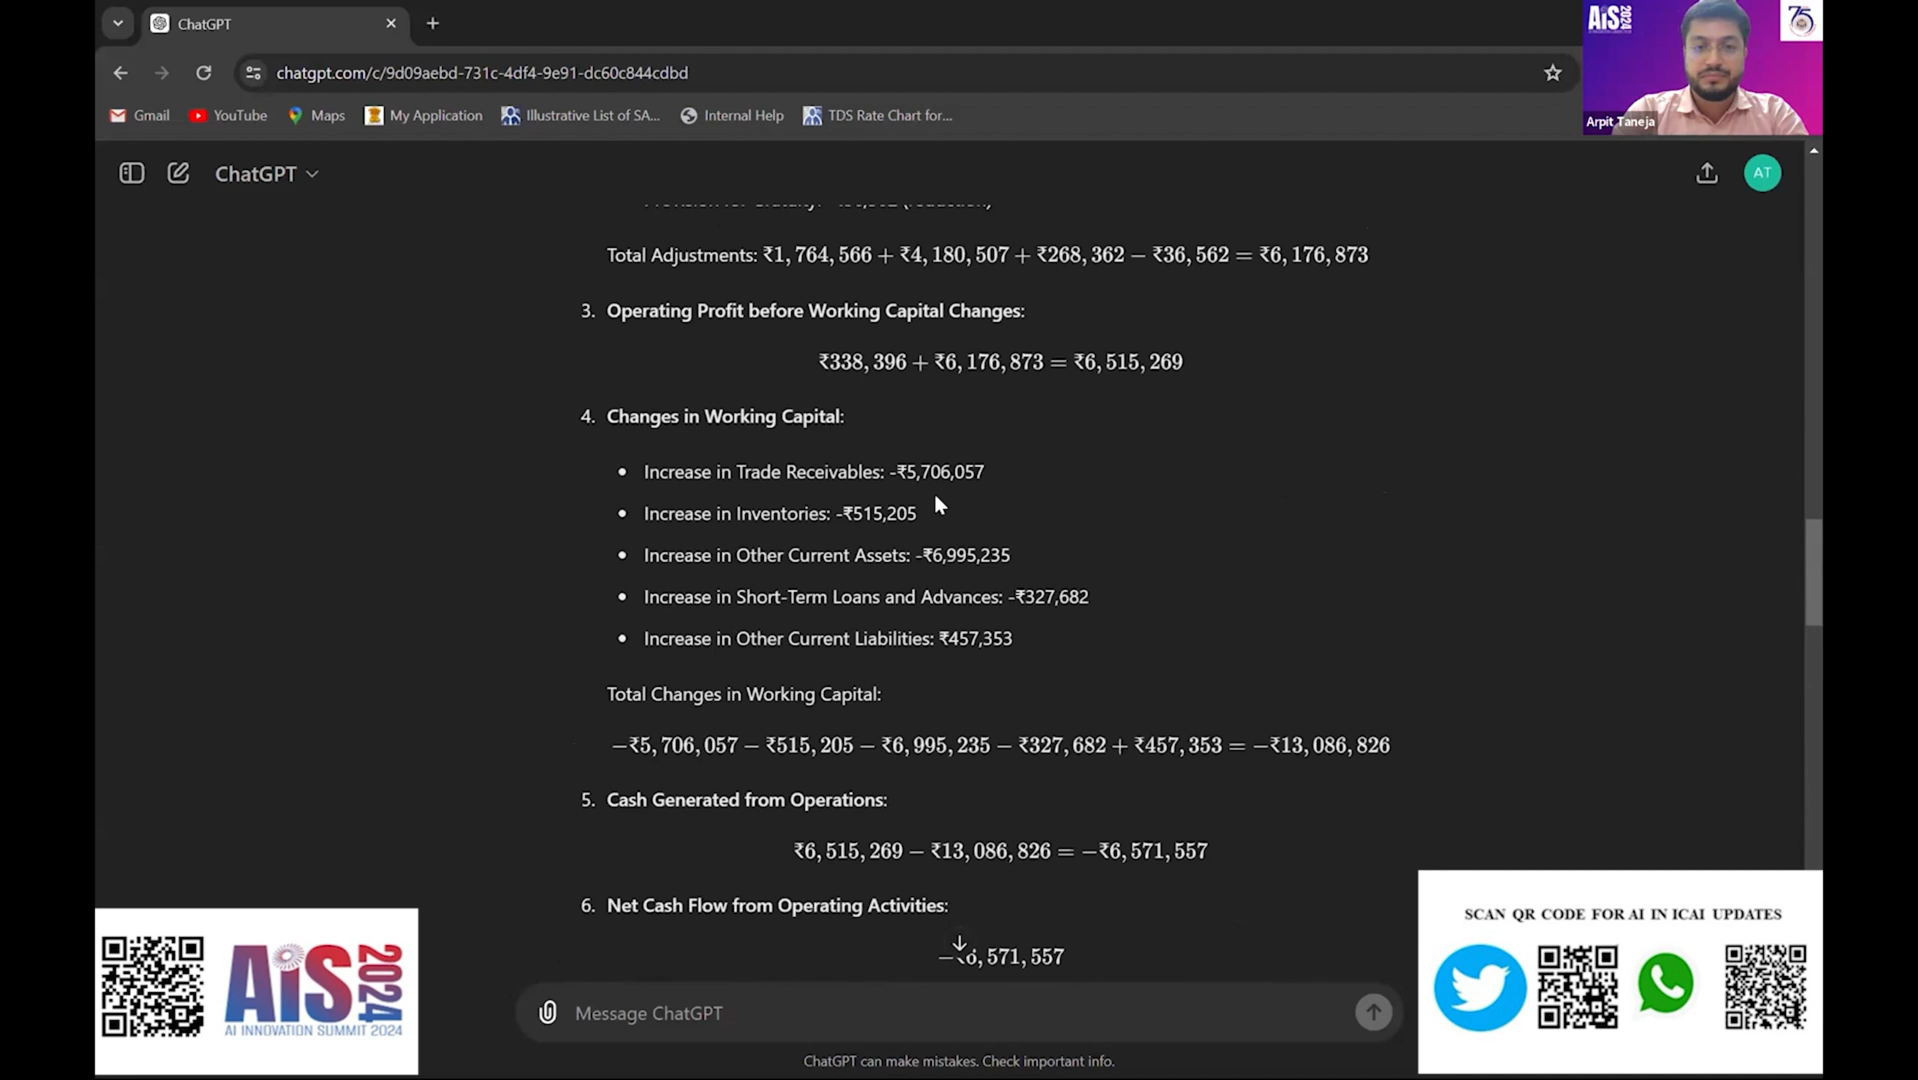 ChatGPT
chatgpt.com/c/9d09aebd-731c-4df4-9e91-dc60c844cdbd
Gmail
YouTube
Maps
My Application
Illustrative List of SA...
Internal Help
TDS Rate Chart for...
AiS 2024
75
Arpit Taneja
ChatGPT
AT
Total Adjustments: ₹1,764,566 + ₹4,180,507 + ₹268,362 − ₹36,562 = ₹6,176,873
3. Operating Profit before Working Capital Changes:
₹338,396 + ₹6,176,873 = ₹6,515,269
4. Changes in Working Capital:
• Increase in Trade Receivables: -₹5,706,057
• Increase in Inventories: -₹515,205
• Increase in Other Current Assets: -₹6,995,235
• Increase in Short-Term Loans and Advances: -₹327,682
• Increase in Other Current Liabilities: ₹457,353
Total Changes in Working Capital:
−₹5,706,057 − ₹515,205 − ₹6,995,235 − ₹327,682 + ₹457,353 = −₹13,086,826
5. Cash Generated from Operations:
₹6,515,269 − ₹13,086,826 = −₹6,571,557
6. Net Cash Flow from Operating Activities:
−₹6,571,557
AiS 2024
AI INNOVATION SUMMIT 2024
SCAN QR CODE FOR AI IN ICAI UPDATES
Message ChatGPT
ChatGPT can make mistakes. Check important info.